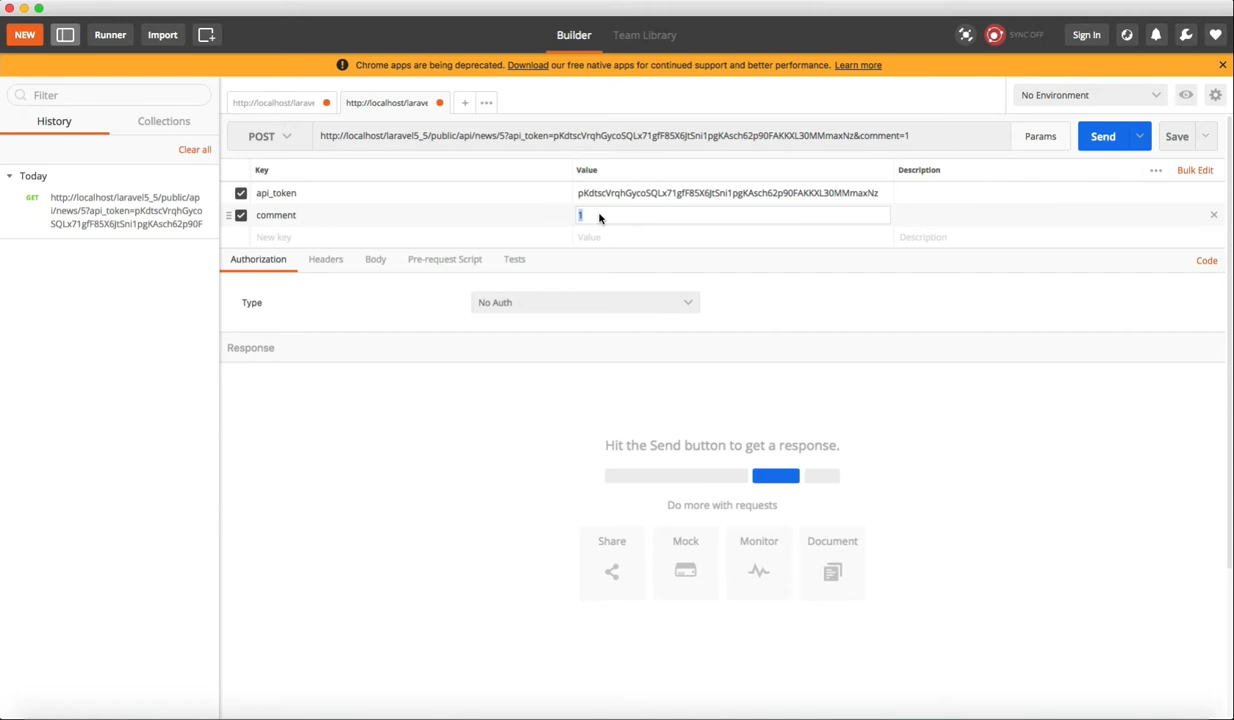 NEW
Runner
Import
Builder
Team Library
SYNC OFF
Sign In
Chrome apps are being deprecated. Download our free native apps for continued support and better performance. Learn more
Filter
http://localhost/larave
http://localhost/larave
No Environment
History
Collections
Clear all
POST
http://localhost/laravel5_5/public/api/news/5?api_token=pKdtscVrqhGycoSQLx71gfF85X6JtSni1pgKAsch62p90FAKKXL30MMmaxNz&comment=1
Params
Send
Save
Key
Value
Description
Bulk Edit
Today
GET
http://localhost/laravel5_5/public/ap
i/news/5?api_token=pKdtscVrqhGyco
SQLx71gfF85X6JtSni1pgKAsch62p90F
api_token
pKdtscVrqhGycoSQLx71gfF85X6JtSni1pgKAsch62p90FAKKXL30MMmaxNz
comment
1
New key
Value
Description
Authorization
Headers
Body
Pre-request Script
Tests
Code
Type
No Auth
Response
Hit the Send button to get a response.
Do more with requests
Share
Mock
Monitor
Document